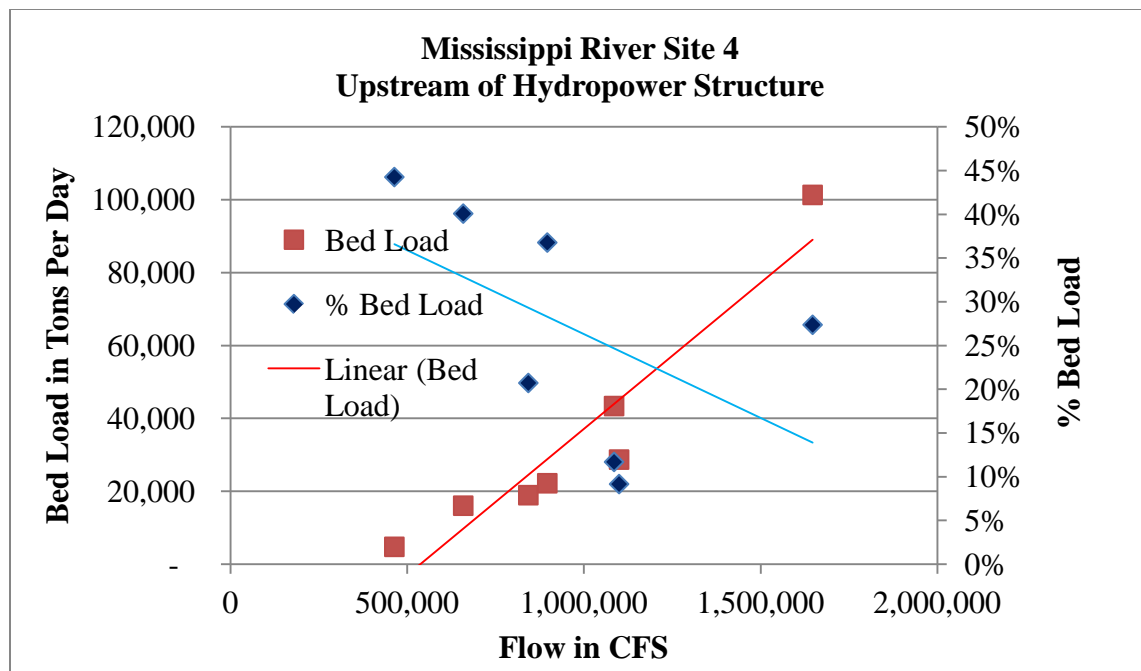 Mississippi River Site 4
Upstream of Hydropower Structure
Bed Load in Tons Per Day
120,000
100,000
80,000
60,000
40,000
20,000
-
Bed Load
% Bed Load
Linear (Bed
Load)
50%
45%
40%
35%
30%
25%
20%
15%
10%
5%
0%
% Bed Load
0
500,000
1,000,000
1,500,000
2,000,000
Flow in CFS